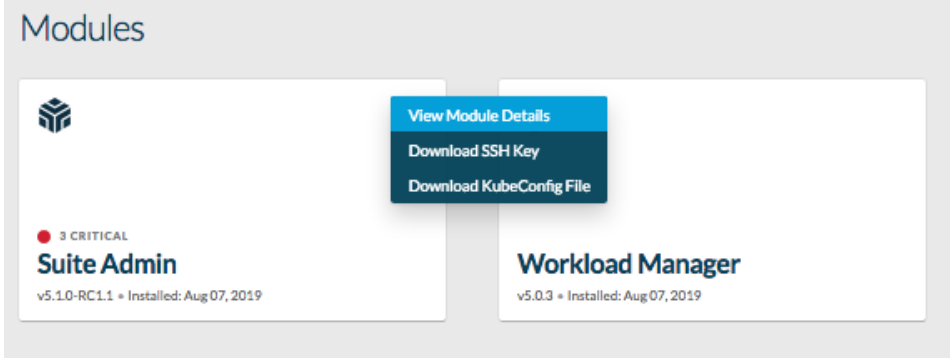 Modules
View Module Details
Download SSH Key
Download KubeConfig File
3 CRITICAL
Suite Admin
v5.1.0-RC1.1 • Installed: Aug 07, 2019
Workload Manager
v5.0.3 • Installed: Aug 07, 2019